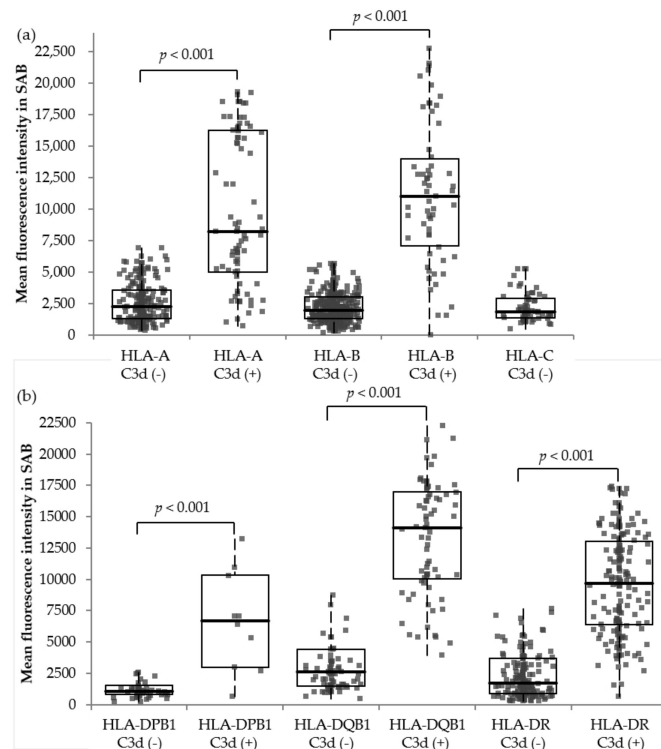 (a)
Mean fluorescence intensity in SAB
22,500
20,000
17,500
15,000
12,500
10,000
7,500
5,000
2,500
0
p < 0.001
p < 0.001
HLA-A HLA-A HLA-B HLA-B HLA-C
C3d (-) C3d (+) C3d (-) C3d (+) C3d (-)
(b)
Mean fluorescence intensity in SAB
22500
20000
17500
15000
12500
10000
7500
5000
2500
0
p < 0.001
p < 0.001
p < 0.001
HLA-DPB1 HLA-DPB1 HLA-DQB1 HLA-DQB1 HLA-DR HLA-DR
C3d (-) C3d (+) C3d (-) C3d (+) C3d (-) C3d (+)